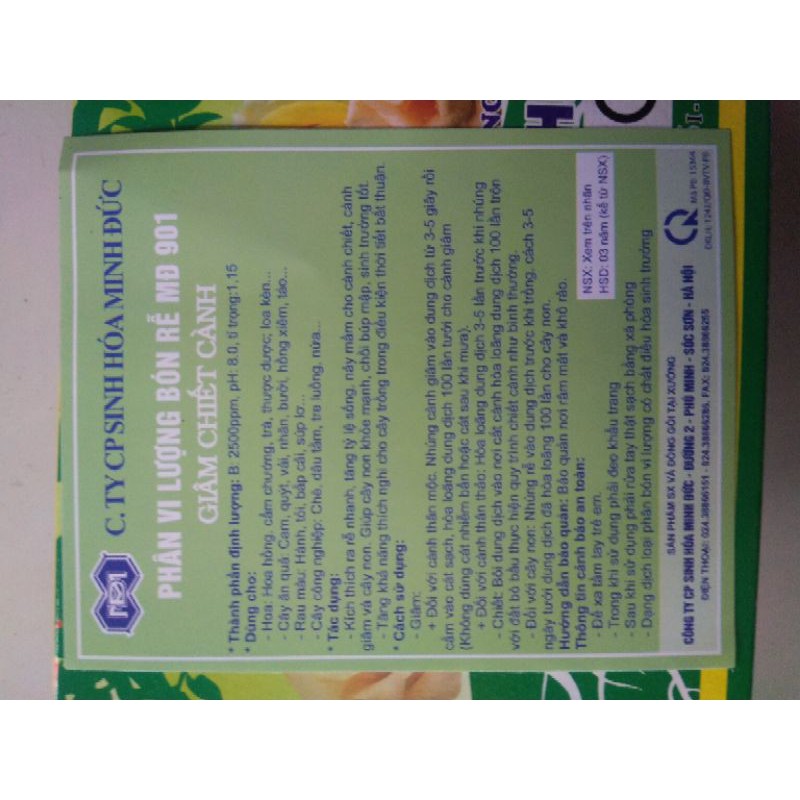 C.TY CP SINH HÓA MINH ĐỨC
PHÂN VI LƯỢNG BÓN RỄ MĐ 901
GIÂM CHIẾT CÀNH
* Thành phần định lượng: B: 2500ppm, pH: 8.0, tỉ trọng:1,15
* Dùng cho:
- Hoa: Hoa hồng, cẩm chướng, trà, thược dược, loa kèn...
- Cây ăn quả: Cam, quýt, vải, nhãn, bưởi, hồng xiêm, táo...
- Rau màu: Hành, tỏi, bắp cải, súp lơ...
- Cây công nghiệp: Chè, dâu tằm, tre luồng, nứa...
* Tác dụng:
- Kích thích ra rễ nhanh, tăng tỷ lệ sống, nảy mầm cho cành chiết, cành
giâm và cây non. Giúp cây non khỏe mạnh, chồi búp mập, sinh trưởng tốt.
- Tăng khả năng thích nghi cho cây trồng trong điều kiện thời tiết bất thuận.
* Cách sử dụng:
- Giâm:
+ Đối với cành thân mộc: Nhúng cành giâm vào dung dịch từ 3-5 giây rồi
cắm vào cát sạch, hòa loãng dung dịch 100 lần tưới cho cành giâm
(Không dùng cát nhiễm bẩn hoặc cát sau khi mưa).
+ Đối với cành thân thảo: Hòa loãng dung dịch 3-5 lần trước khi nhúng
- Chiết: Bôi dung dịch vào nơi cắt cành hòa loãng dung dịch 100 lần trộn
với đất bó bầu thực hiện quy trình chiết cành như bình thường.
- Đối với cây non: Nhúng rễ vào dung dịch trước khi trồng, cách 3-5
ngày tưới dung dịch đã hòa loãng 100 lần cho cây non.
Hướng dẫn bảo quản: Bảo quản nơi râm mát và khô ráo.
Thông tin cảnh báo an toàn:
- Để xa tầm tay trẻ em.
- Trong khi sử dụng phải đeo khẩu trang
- Sau khi sử dụng phải rửa tay thật sạch bằng xà phòng
- Dạng dịch loại phân bón vi lượng có chất điều hòa sinh trưởng
NSX: Xem trên nhãn
HSD: 03 năm (kể từ NSX)
SẢN PHẨM SX VÀ ĐÓNG GÓI TẠI XƯỞNG
CÔNG TY CP SINH HÓA MINH ĐỨC - ĐƯỜNG 2 - PHÚ MINH - SÓC SƠN - HÀ NỘI